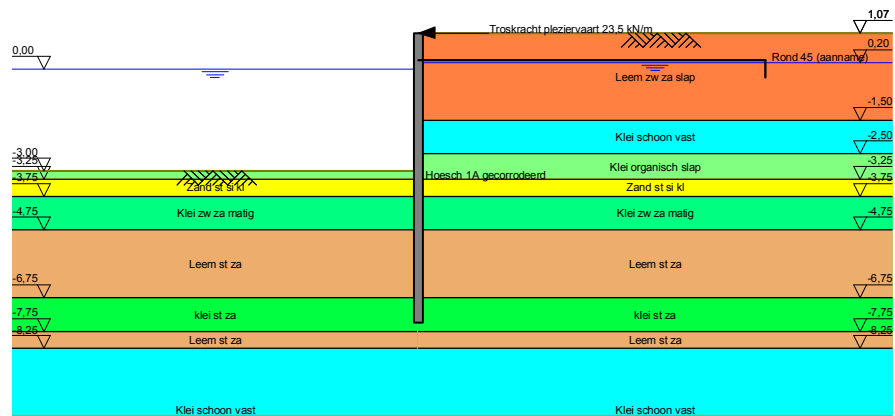 Troskracht pleziervaart 23,5 kN/m
1,07
0,00
0,20
Rond 45 (aanname)
Leem zw za slap
-1,50
Klei schoon vast
-2,50
-3,00
-3,25
-3,25
Klei organisch slap
Hoesch 1A gecorrodeerd
-3,75
Zand st si kl
Zand st si kl
-3,75
Klei zw za matig
Klei zw za matig
-4,75
-4,75
Leem st za
Leem st za
-6,75
-6,75
klei st za
klei st za
-7,75
-7,75
-8,25
Leem st za
Leem st za
-8,25
Klei schoon vast
Klei schoon vast